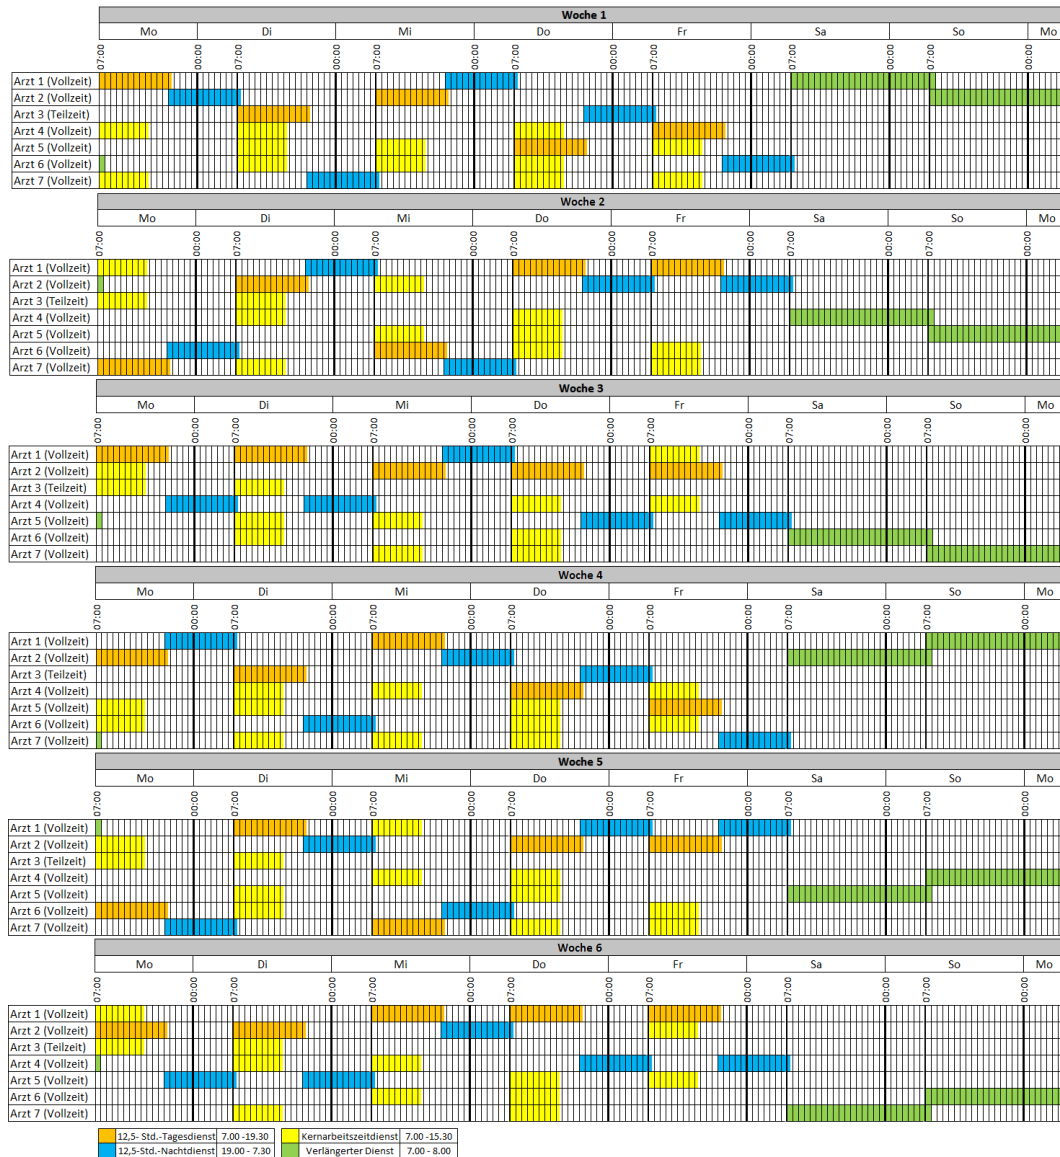 Woche 1
Mo Di Mi Do Fr Sa So Mo
07:00 00:00 07:00 00:00 07:00 00:00 07:00 00:00 07:00 00:00 07:00 00:00 07:00 00:00
Arzt 1 (Vollzeit)
Arzt 2 (Vollzeit)
Arzt 3 (Teilzeit)
Arzt 4 (Vollzeit)
Arzt 5 (Vollzeit)
Arzt 6 (Vollzeit)
Arzt 7 (Vollzeit)
Woche 2
Mo Di Mi Do Fr Sa So Mo
07:00 00:00 07:00 00:00 07:00 00:00 07:00 00:00 07:00 00:00 07:00 00:00 07:00 00:00
Arzt 1 (Vollzeit)
Arzt 2 (Vollzeit)
Arzt 3 (Teilzeit)
Arzt 4 (Vollzeit)
Arzt 5 (Vollzeit)
Arzt 6 (Vollzeit)
Arzt 7 (Vollzeit)
Woche 3
Mo Di Mi Do Fr Sa So
07:00 00:00 07:00 00:00 07:00 00:00 07:00 00:00 07:00 00:00 07:00 00:00 07:00 00:00
Arzt 1 (Vollzeit)
Arzt 2 (Vollzeit)
Arzt 3 (Teilzeit)
Arzt 4 (Vollzeit)
Arzt 5 (Vollzeit)
Arzt 6 (Vollzeit)
Arzt 7 (Vollzeit)
Woche 4
Mo Di Mi Do Fr Sa So
07:00 00:00 07:00 00:00 07:00 00:00 07:00 00:00 07:00 00:00 07:00 00:00 07:00 00:00
Arzt 1 (Vollzeit)
Arzt 2 (Vollzeit)
Arzt 3 (Teilzeit)
Arzt 4 (Vollzeit)
Arzt 5 (Vollzeit)
Arzt 6 (Vollzeit)
Arzt 7 (Vollzeit)
Woche 5
Mo Di Mi Do Fr Sa So Mo
07:00 00:00 07:00 00:00 07:00 00:00 07:00 00:00 07:00 00:00 07:00 00:00 07:00 00:00
Arzt 1 (Vollzeit)
Arzt 2 (Vollzeit)
Arzt 3 (Teilzeit)
Arzt 4 (Vollzeit)
Arzt 5 (Vollzeit)
Arzt 6 (Vollzeit)
Arzt 7 (Vollzeit)
Woche 6
Mo Di Mi Do Fr Sa So Mo
07:00 00:00 07:00 00:00 07:00 00:00 07:00 00:00 07:00 00:00 07:00 00:00 07:00 00:00
Arzt 1 (Vollzeit)
Arzt 2 (Vollzeit)
Arzt 3 (Teilzeit)
Arzt 4 (Vollzeit)
Arzt 5 (Vollzeit)
Arzt 6 (Vollzeit)
Arzt 7 (Vollzeit)
12,5- Std.-Tagesdienst 7.00 -19.30 Kernarbeitszeitdienst 7.00 -15.30
12,5-Std.-Nachtdienst 19.00 - 7.30 Verlängerter Dienst 7.00 - 8.00